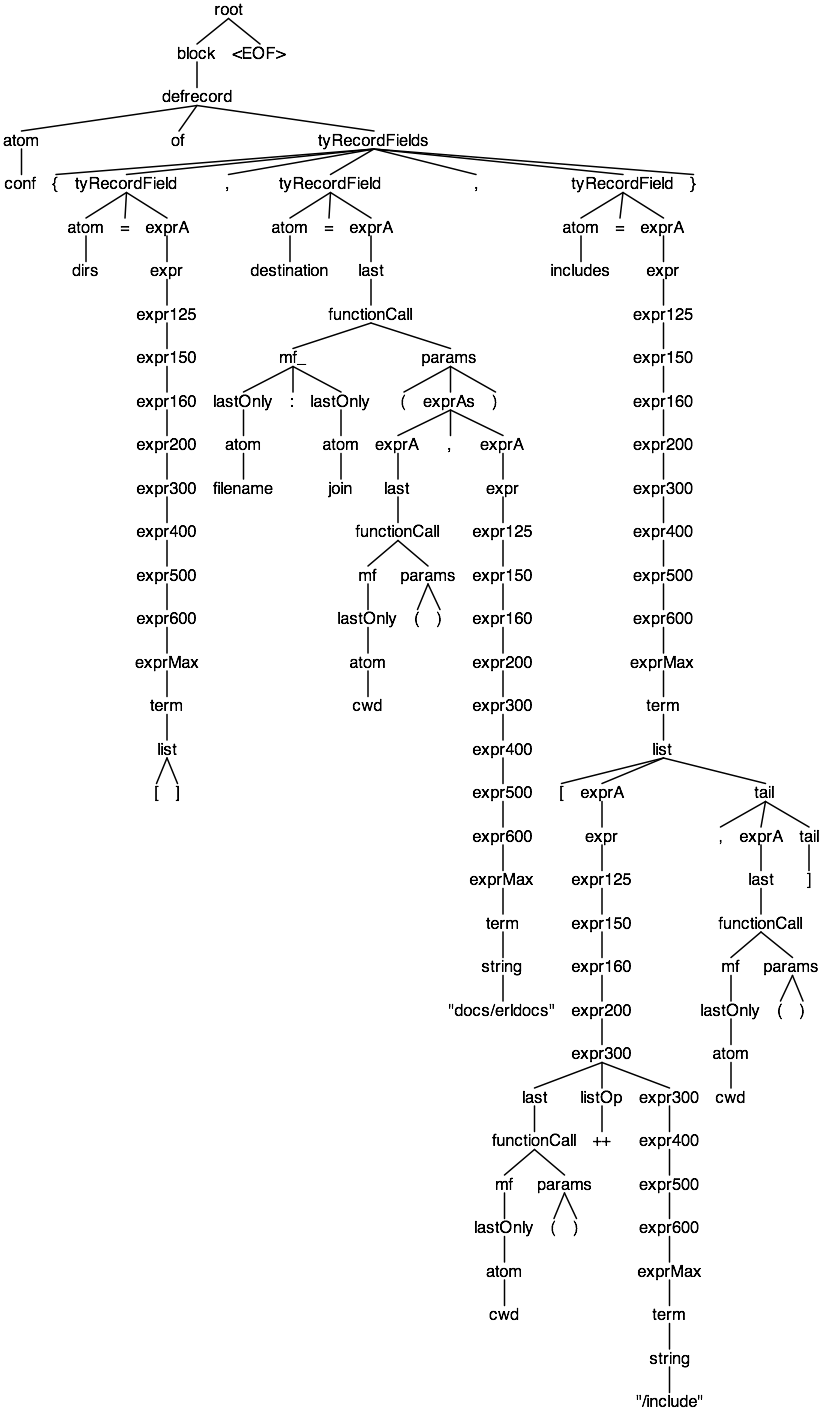 root
block <EOF>
defrecord
atom of tyRecordFields
conf { tyRecordField , tyRecordField , tyRecordField }
atom = exprA atom = exprA atom = exprA
dirs expr destination last includes expr
expr125 functionCall expr125
expr150 mf_ params expr150
expr160 lastOnly : lastOnly ( exprAs ) expr160
expr200 atom atom exprA , exprA expr200
expr300 filename join last expr expr300
expr400 functionCall expr125 expr400
expr500 mf params expr150 expr500
expr600 lastOnly ( ) expr160 expr600
exprMax atom expr200 exprMax
term cwd expr300 term
list expr400 list
[ ] expr500 [ exprA tail
expr600 expr , exprA tail
exprMax expr125 last ]
term expr150 functionCall
string expr160 mf params
"docs/erldocs" expr200 lastOnly ( )
expr300 atom
last listOp expr300 cwd
functionCall ++ expr400
mf params expr500
lastOnly ( ) expr600
atom exprMax
cwd term
string
"/include"